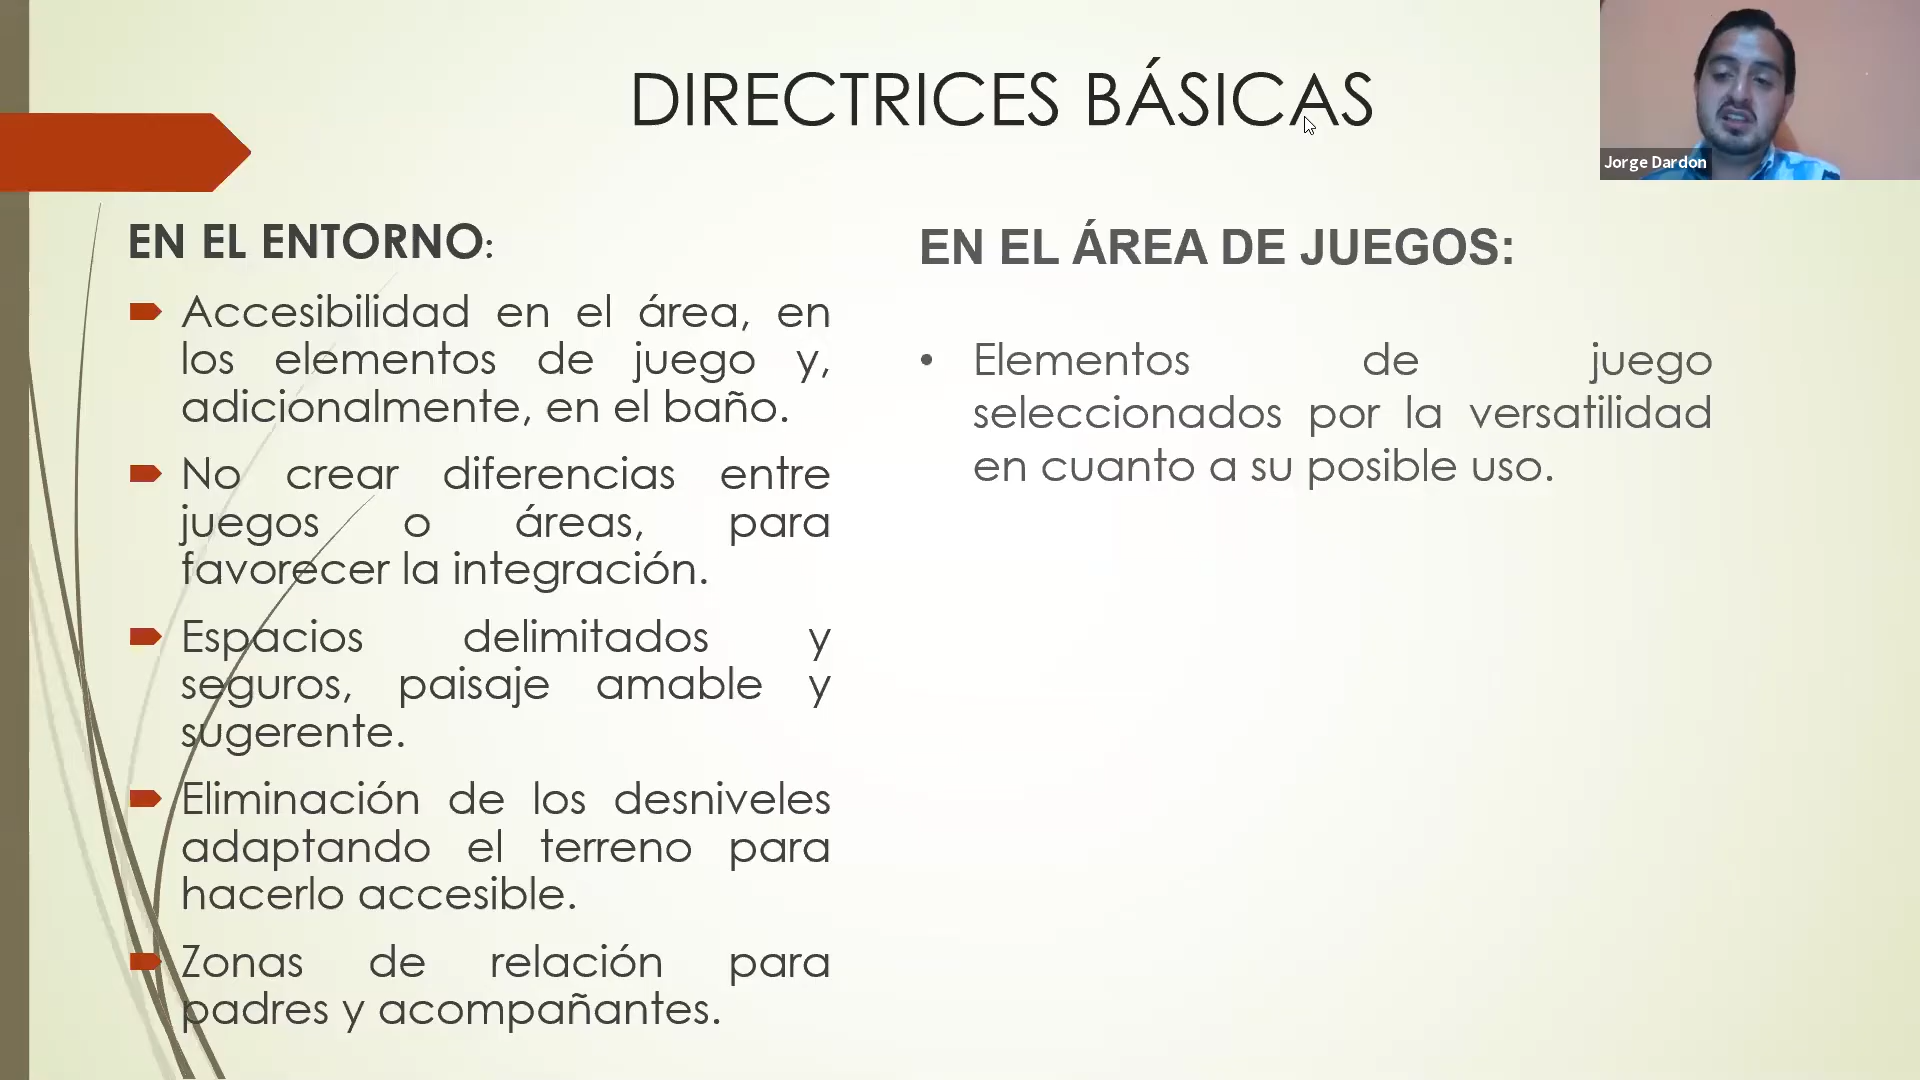 DIRECTRICES BÁSICAS
Jorge Dardon
EN EL ENTORNO:
Accesibilidad en el área, en
los elementos de juego y,
adicionalmente, en el baño.
No crear diferencias entre
juegos o áreas, para
favorecer la integración.
Espacios delimitados y
seguros, paisaje amable y
sugerente.
Eliminación de los desniveles
adaptando el terreno para
hacerlo accesible.
Zonas de relación para
padres y acompañantes.
EN EL ÁREA DE JUEGOS:
• Elementos de juego
seleccionados por la versatilidad
en cuanto a su posible uso.